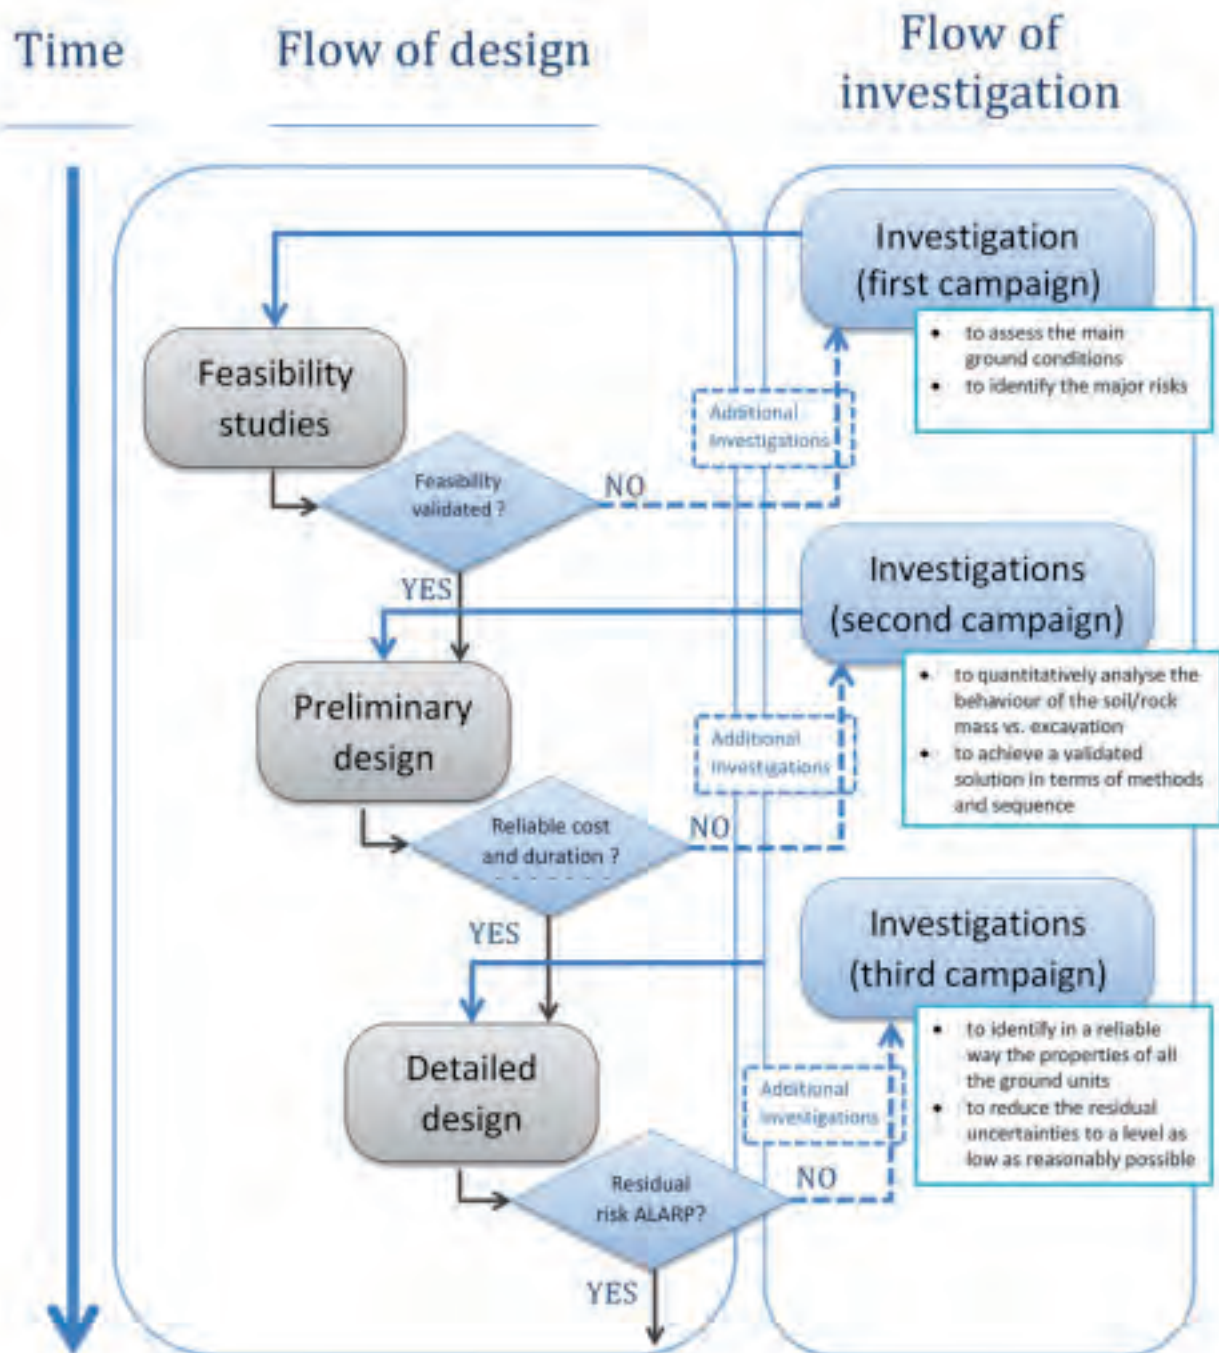 Time
Flow of design
Flow of
investigation
Investigation
(first campaign)
• to assess the main
ground conditions
• to identify the major risks
Feasibility
studies
Additional
Investigations
Feasibility
validated ?
NO
YES
Investigations
(second campaign)
• to quantitatively analyse the
behaviour of the soil/rock
mass vs. excavation
• to achieve a validated
solution in terms of methods
and sequence
Preliminary
design
Additional
Investigations
Reliable cost
and duration ?
NO
YES
Investigations
(third campaign)
• to identify in a reliable
way the properties of all
the ground units
• to reduce the residual
uncertainties to a level as
low as reasonably possible
Detailed
design
Additional
Investigations
Residual
risk ALARP?
NO
YES